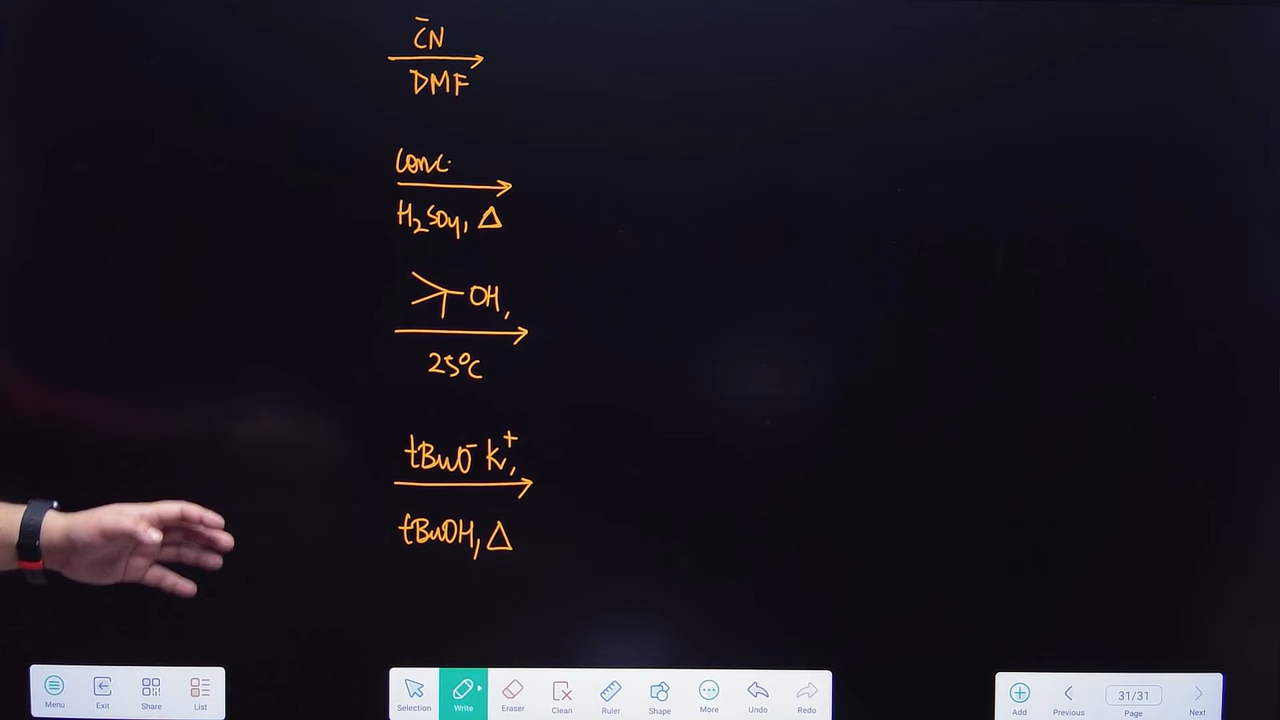 C̄N
DMF
Conc.
H₂SO₄, Δ
OH,
25°C
tBuO⁻ K⁺,
tBuOH, Δ
Menu
Exit
Share
List
Selection
Write
Eraser
Clean
Ruler
Shape
More
Undo
Redo
Add
Previous
31/31
Page
Next